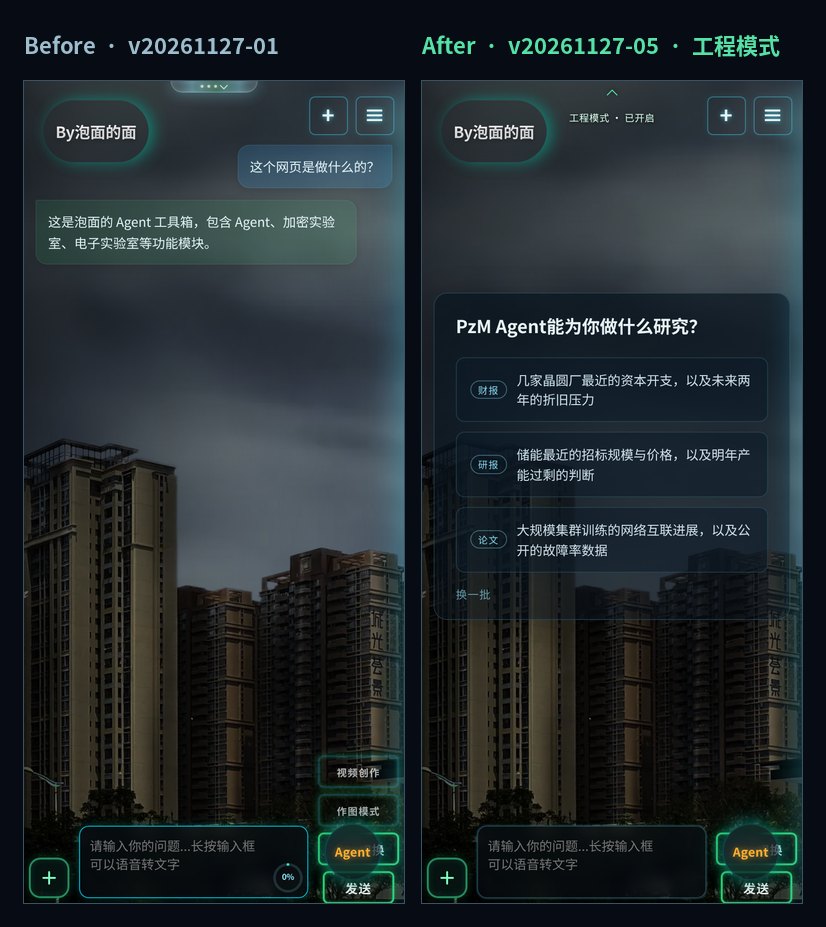 Before · v20261127-01
After · v20261127-05 · 工程模式
By泡面的面
这个网页是做什么的?
这是泡面的 Agent 工具箱，包含 Agent、加密实验
室、电子实验室等功能模块。
视频创作
作图模式
请输入你的问题...长按输入框
可以语音转文字
0%
Agent
换
发送
By泡面的面
工程模式 · 已开启
PzM Agent能为你做什么研究?
财报
几家晶圆厂最近的资本开支，以及未来两
年的折旧压力
研报
储能最近的招标规模与价格，以及明年产
能过剩的判断
论文
大规模集群训练的网络互联进展，以及公
开的故障率数据
换一批
请输入你的问题...长按输入框
可以语音转文字
Agent
换
发送